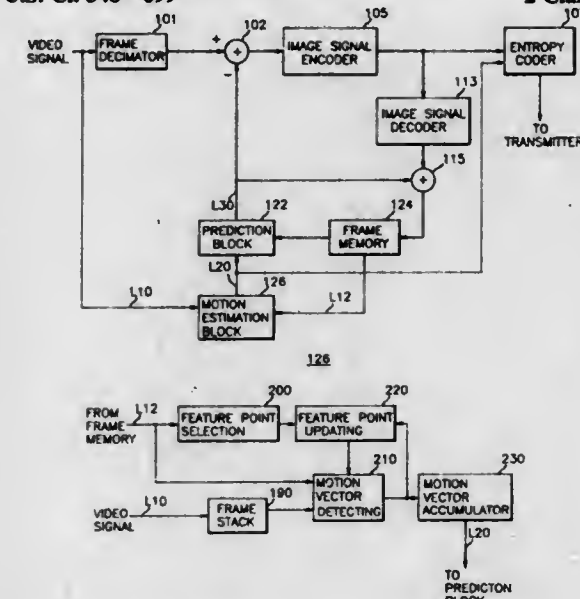 101
102
105
VIDEO
SIGNAL
FRAME
DECIMATOR
+
+
−
IMAGE SIGNAL
ENCODER
ENTROPY
CODER
113
IMAGE SIGNAL
DECODER
TO
TRANSMITTER
115
+
L30
122
124
PREDICTION
BLOCK
FRAME
MEMORY
L20
126
L10
MOTION
ESTIMATION
BLOCK
L12
126
200
220
FROM
FRAME
MEMORY
L12
FEATURE POINT
SELECTION
FEATURE POINT
UPDATING
210
230
VIDEO
SIGNAL
L10
190
FRAME
STACK
MOTION
VECTOR
DETECTING
MOTION
VECTOR
ACCUMULATOR
L20
TO
PREDICTON